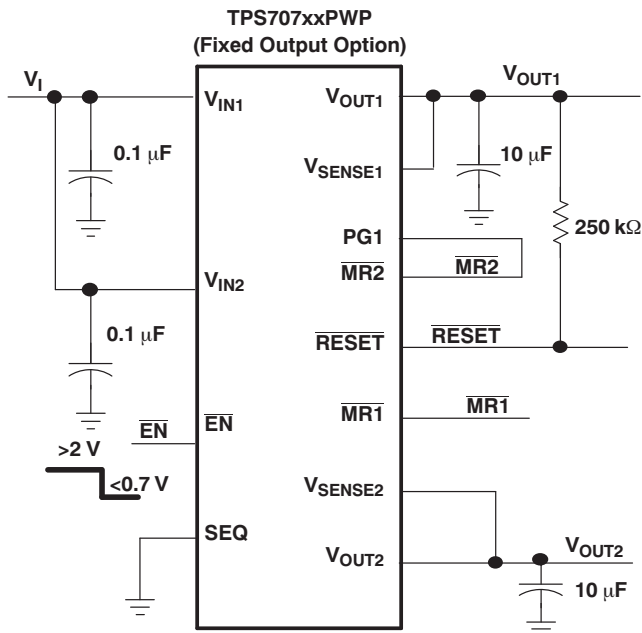 TPS707xxPWP
(Fixed Output Option)
VI
VIN1
VOUT1
VOUT1
0.1 μF
10 μF
VSENSE1
250 kΩ
PG1
MR2
MR2
VIN2
0.1 μF
RESET
RESET
EN
EN
MR1
MR1
>2 V
<0.7 V
VSENSE2
SEQ
VOUT2
VOUT2
10 μF